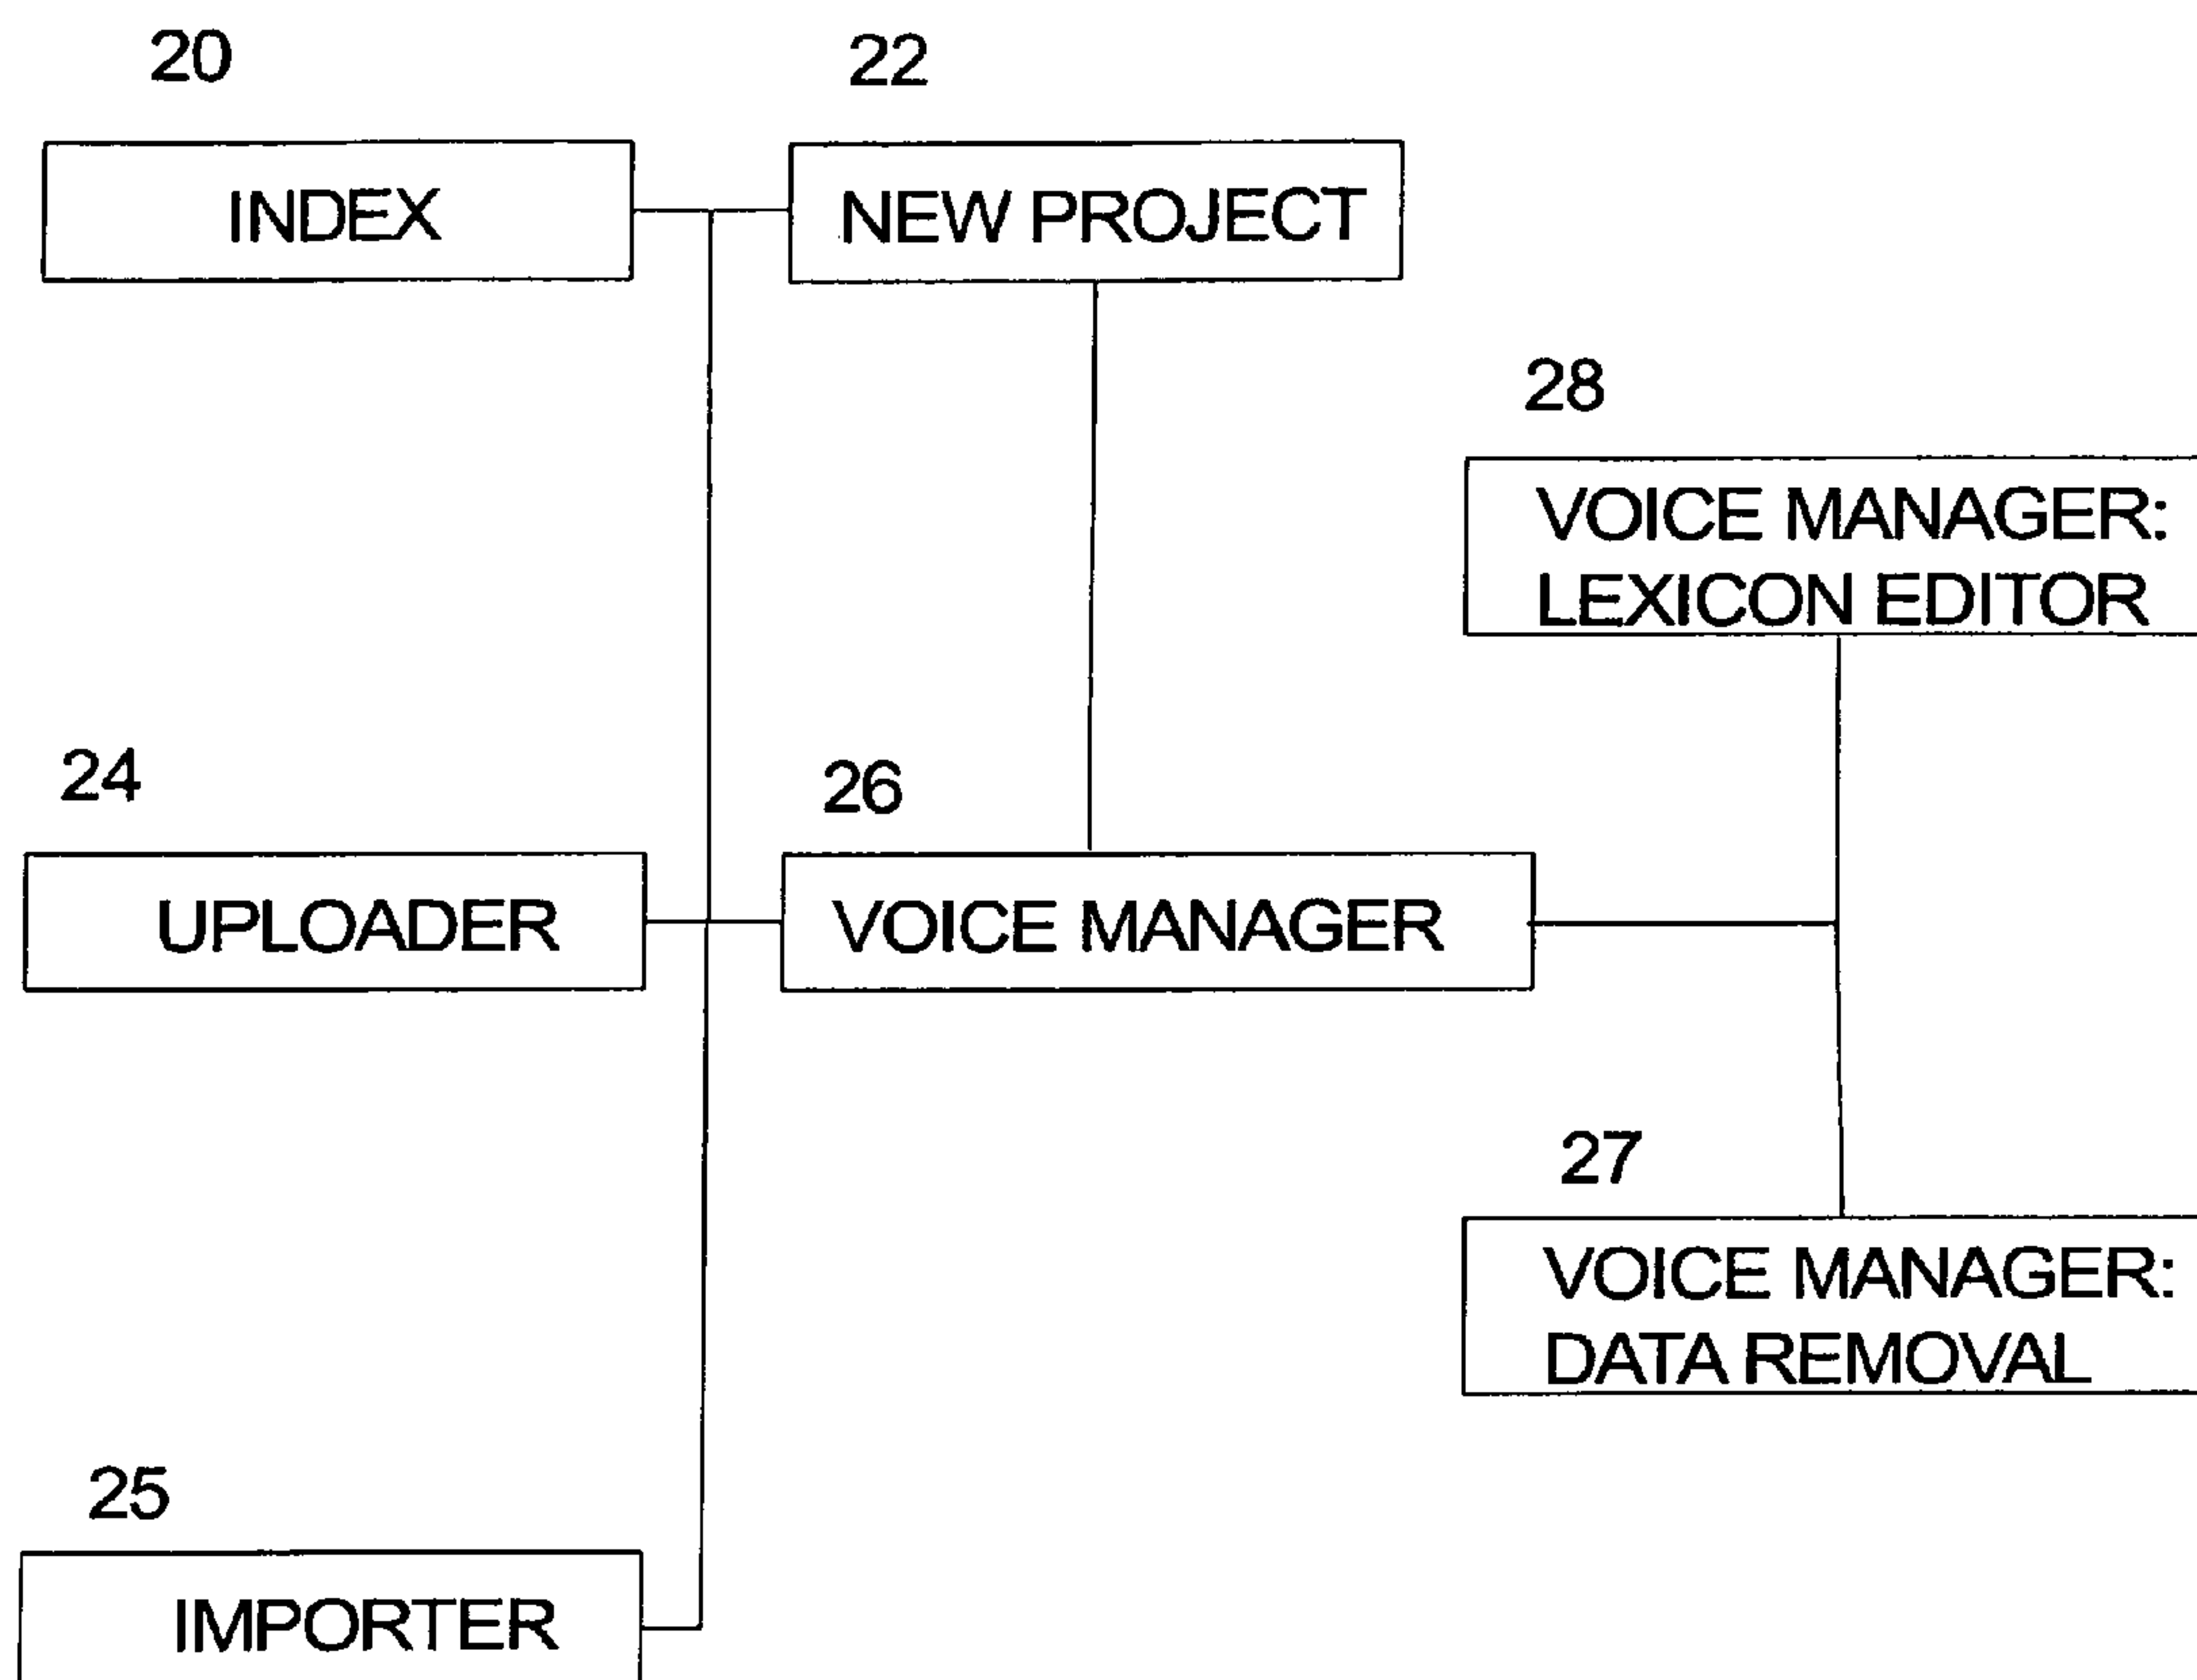 20
INDEX
22
NEW PROJECT
28
VOICE MANAGER:
LEXICON EDITOR
24
UPLOADER
26
VOICE MANAGER
27
VOICE MANAGER:
DATA REMOVAL
25
IMPORTER